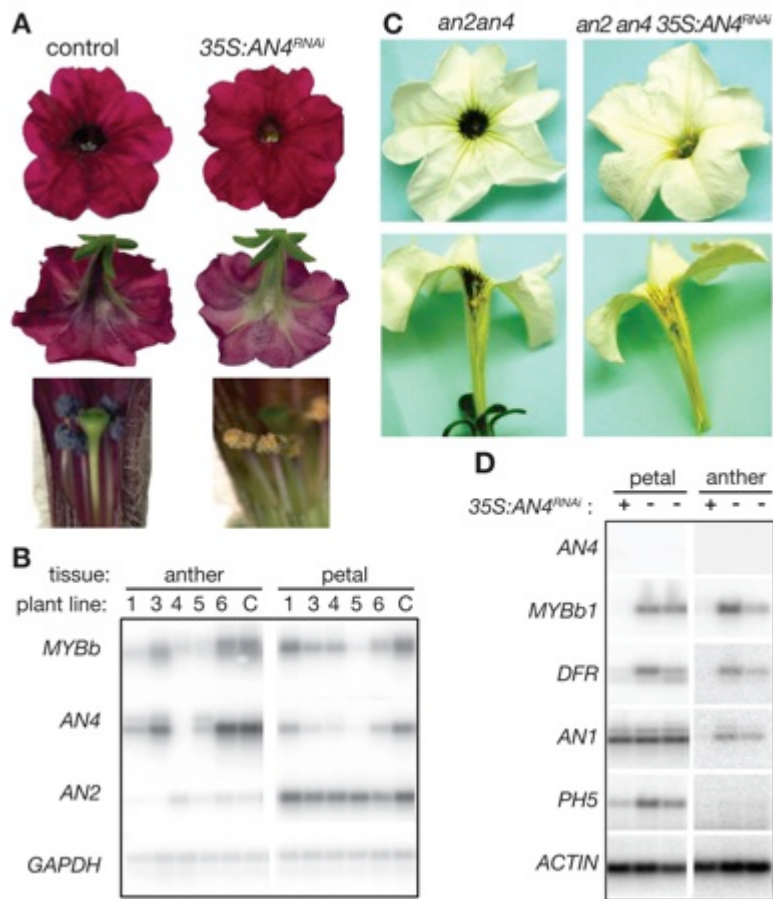 A
control 35S:AN4RNAi
B
tissue: anther petal
plant line: 1 3 4 5 6 C 1 3 4 5 6 C
MYBb
AN4
AN2
GAPDH
C
an2an4 an2 an4 35S:AN4RNAi
D
petal anther
35S:AN4RNAi : + - - + - -
AN4
MYBb1
DFR
AN1
PH5
ACTIN